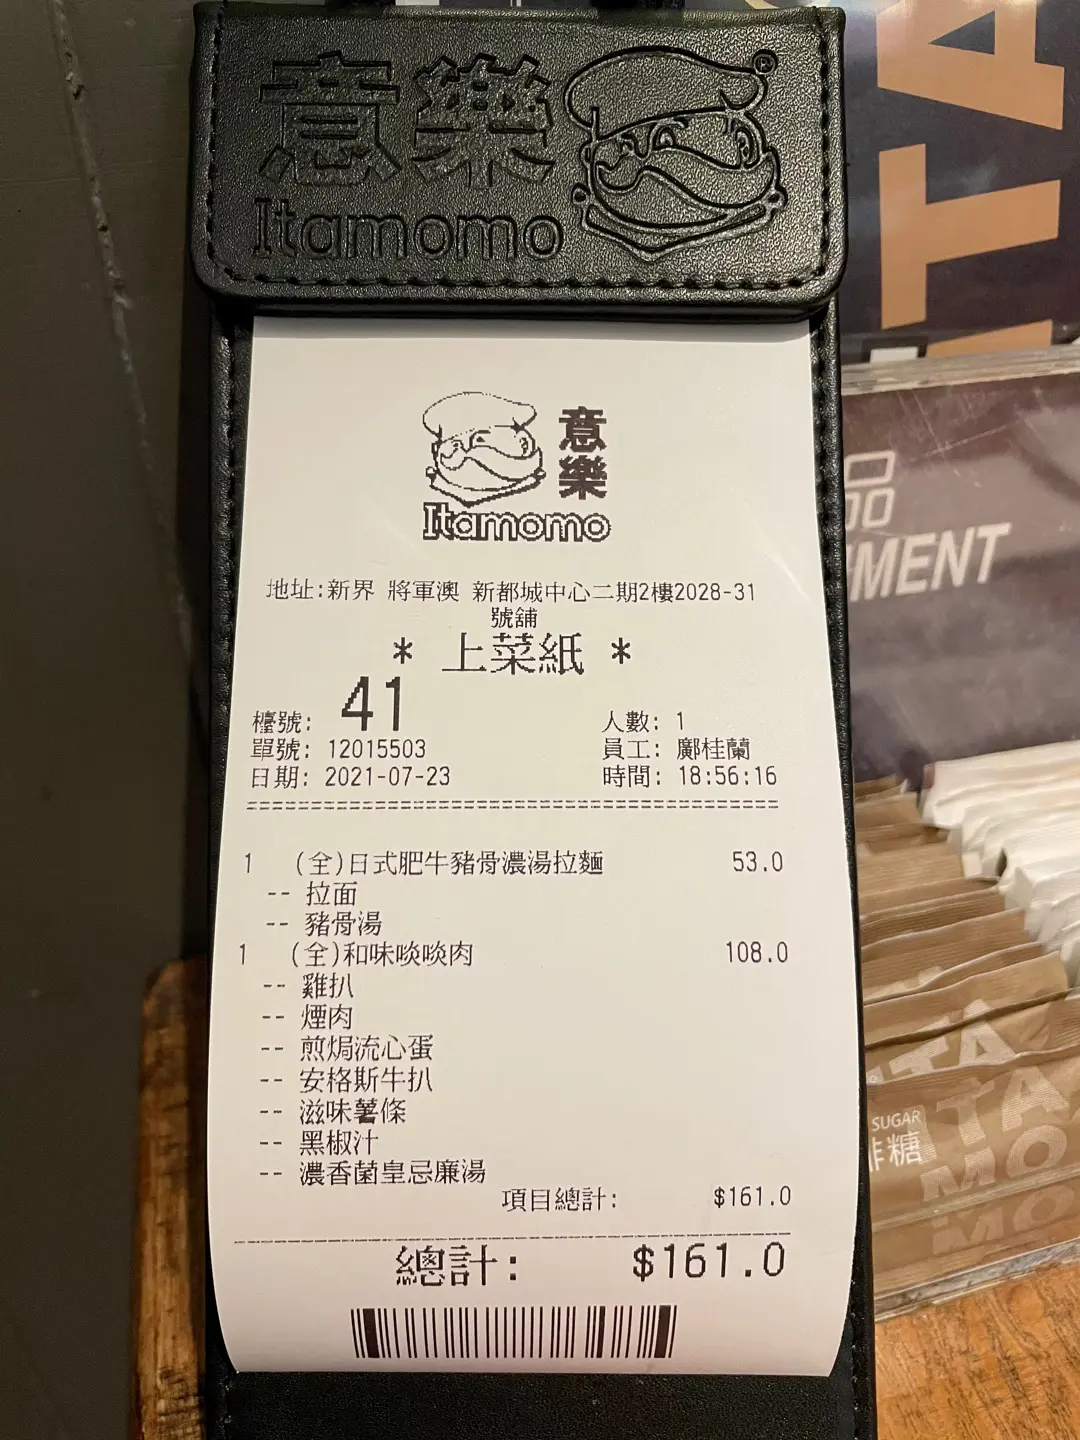 意樂
Itamomo
®
TA
意樂
Itamomo
地址:新界 將軍澳 新都城中心二期2樓2028-31
號舖
* 上菜紙 *
檯號: 41 人數: 1
單號: 12015503 員工: 鄺桂蘭
日期: 2021-07-23 時間: 18:56:16
1 (全)日式肥牛豬骨濃湯拉麵 53.0
-- 拉面
-- 豬骨湯
1 (全)和味啖啖肉 108.0
-- 雞扒
-- 煙肉
-- 煎焗流心蛋
-- 安格斯牛扒
-- 滋味薯條
-- 黑椒汁
-- 濃香菌皇忌廉湯
項目總計: $161.0
總計: $161.0
MENT
SUGAR
啡糖
ITA
MO
MO